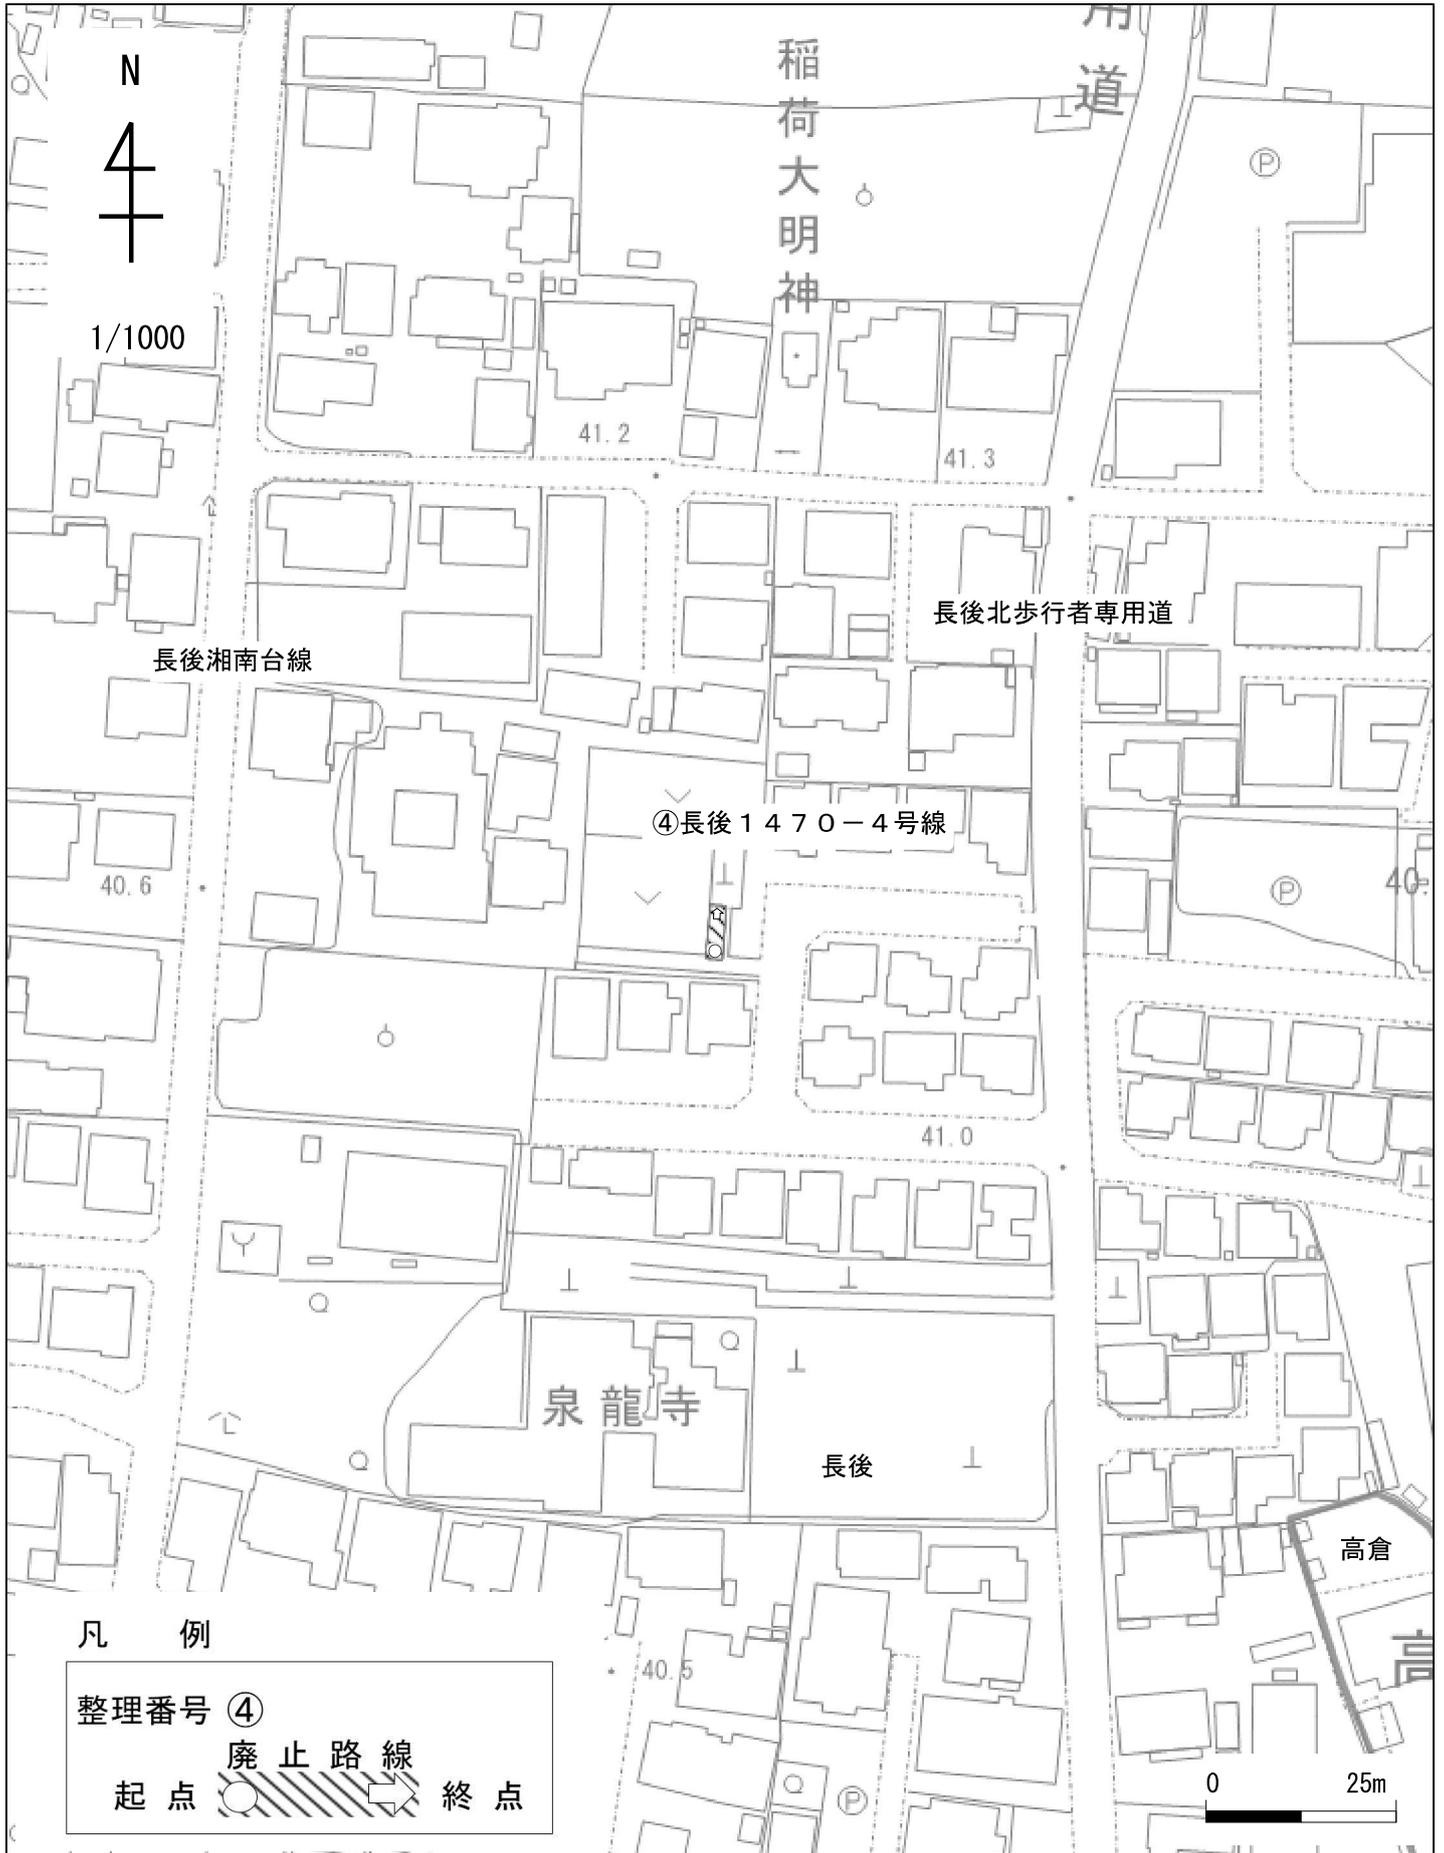 用道
N
稲荷大明神
Ⓟ
1/1000
41.2
41.3
長後北歩行者専用道
長後湘南台線
④長後1470-4号線
40.6
Ⓟ
40.
41.0
泉龍寺
長後
高倉
高
凡 例
40.5
整理番号 ④
廃止路線
起点 終点
Ⓟ
0 25m